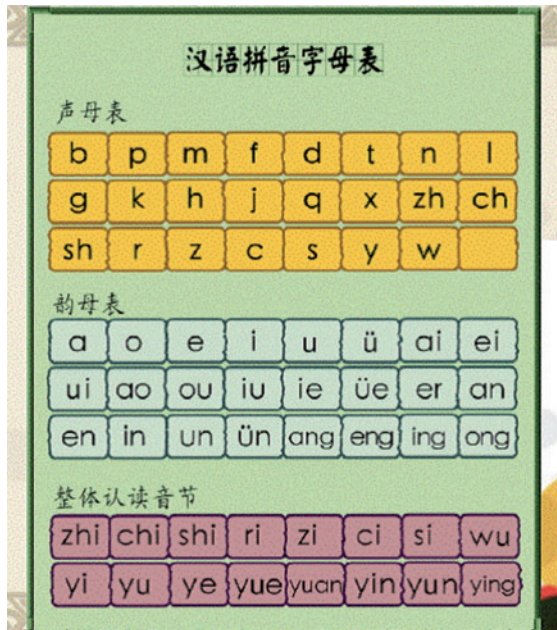 汉语拼音字母表
声母表
b p m f d t n l
g k h j q x zh ch
sh r z c s y w
韵母表
a o e i u ü ai ei
ui ao ou iu ie üe er an
en in un ün ang eng ing ong
整体认读音节
zhi chi shi ri zi ci si wu
yi yu ye yue yuan yin yun ying